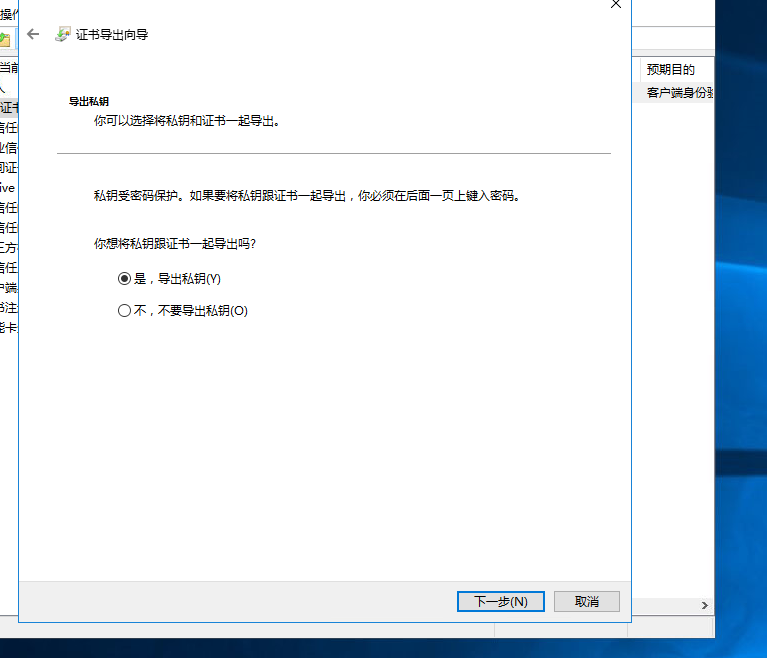 操作
证书导出向导
当前
人
证书
信任
业信
间证
ive
信任
信任
三方
信任
户端
书注
能卡
预期目的
客户端身份验
导出私钥
你可以选择将私钥和证书一起导出。
私钥受密码保护。如果要将私钥跟证书一起导出，你必须在后面一页上键入密码。
你想将私钥跟证书一起导出吗?
是，导出私钥(Y)
不，不要导出私钥(O)
下一步(N)
取消